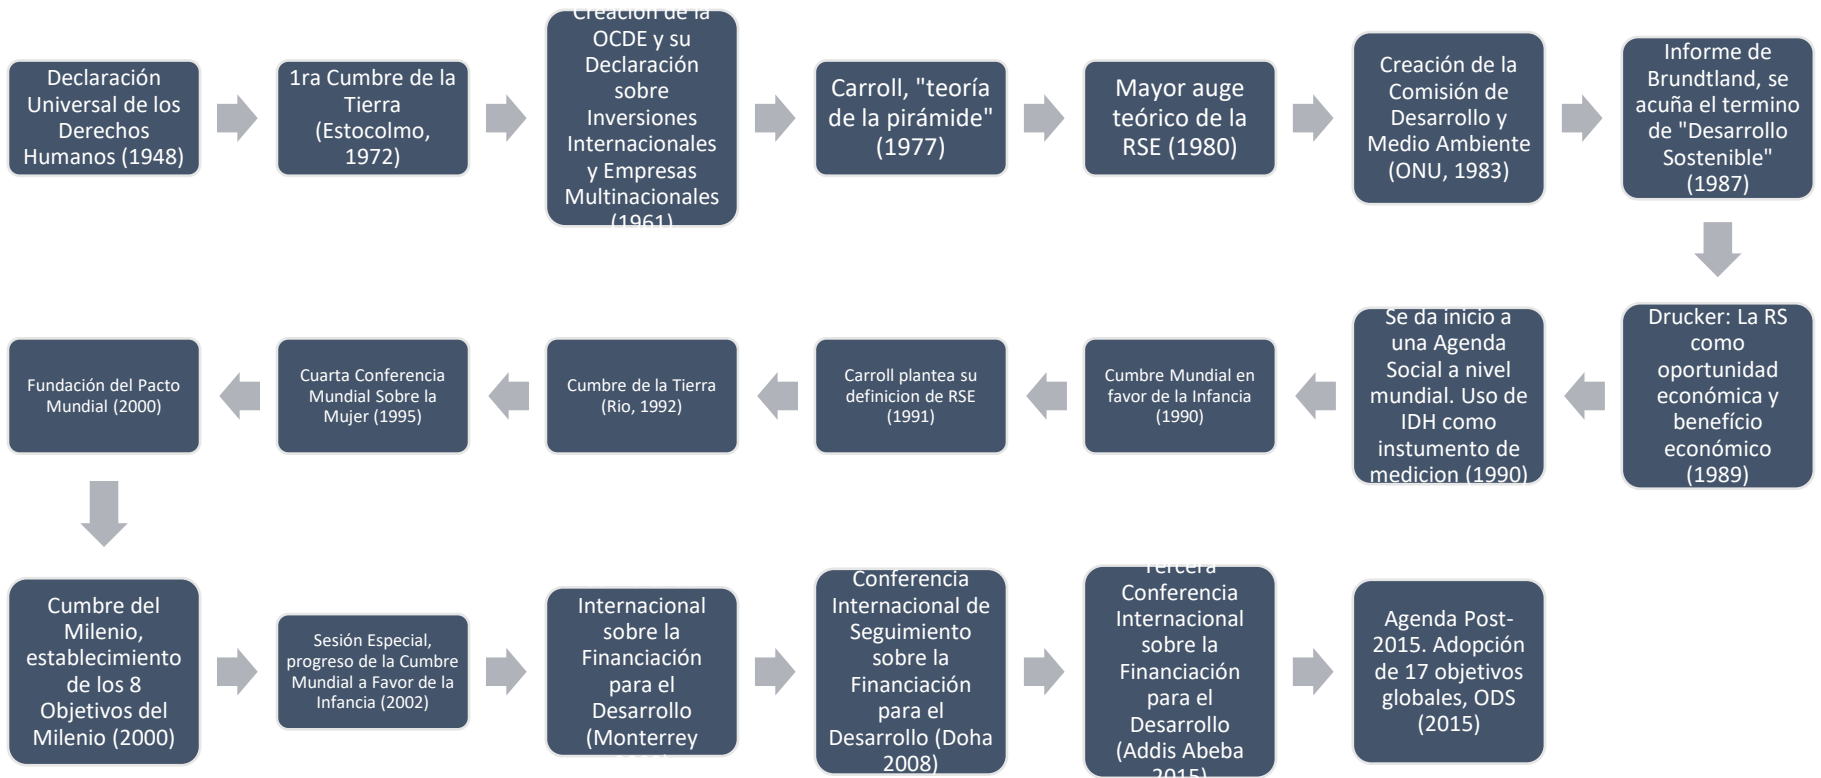 Declaración
Universal de los
Derechos
Humanos (1948)
1ra Cumbre de la
Tierra
(Estocolmo,
1972)
Creación de la
OCDE y su
Declaración
sobre
Inversiones
Internacionales
y Empresas
Multinacionales
(1961)
Carroll, "teoría
de la pirámide"
(1977)
Mayor auge
teórico de la
RSE (1980)
Creación de la
Comisión de
Desarrollo y
Medio Ambiente
(ONU, 1983)
Informe de
Brundtland, se
acuña el termino
de "Desarrollo
Sostenible"
(1987)
Drucker: La RS
como
oportunidad
económica y
benefício
económico
(1989)
Se da inicio a
una Agenda
Social a nivel
mundial. Uso de
IDH como
instumento de
medicion (1990)
Cumbre Mundial en
favor de la Infancia
(1990)
Carroll plantea su
definicion de RSE
(1991)
Cumbre de la Tierra
(Rio, 1992)
Cuarta Conferencia
Mundial Sobre la
Mujer (1995)
Fundación del Pacto
Mundial (2000)
Cumbre del
Milenio,
establecimiento
de los 8
Objetivos del
Milenio (2000)
Sesión Especial,
progreso de la Cumbre
Mundial a Favor de la
Infancia (2002)
Internacional
sobre la
Financiación
para el
Desarrollo
(Monterrey
Conferencia
Internacional de
Seguimiento
sobre la
Financiación
para el
Desarrollo (Doha
2008)
Tercera
Conferencia
Internacional
sobre la
Financiación
para el
Desarrollo
(Addis Abeba
2015)
Agenda Post-
2015. Adopción
de 17 objetivos
globales, ODS
(2015)